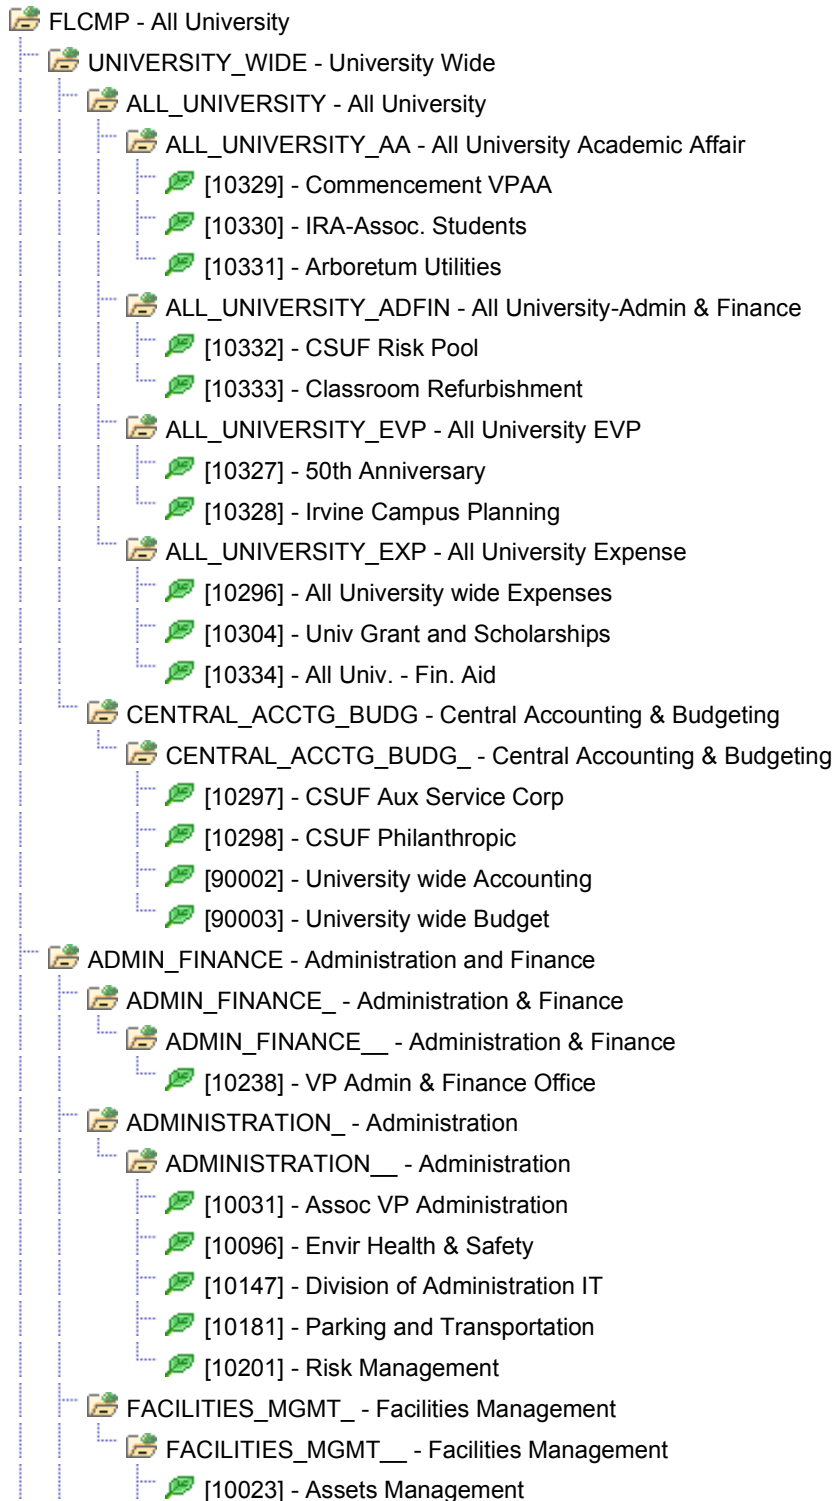 FLCMP - All University
UNIVERSITY_WIDE - University Wide
ALL_UNIVERSITY - All University
ALL_UNIVERSITY_AA - All University Academic Affair
[10329] - Commencement VPAA
[10330] - IRA-Assoc. Students
[10331] - Arboretum Utilities
ALL_UNIVERSITY_ADFIN - All University-Admin & Finance
[10332] - CSUF Risk Pool
[10333] - Classroom Refurbishment
ALL_UNIVERSITY_EVP - All University EVP
[10327] - 50th Anniversary
[10328] - Irvine Campus Planning
ALL_UNIVERSITY_EXP - All University Expense
[10296] - All University wide Expenses
[10304] - Univ Grant and Scholarships
[10334] - All Univ. - Fin. Aid
CENTRAL_ACCTG_BUDG - Central Accounting & Budgeting
CENTRAL_ACCTG_BUDG_ - Central Accounting & Budgeting
[10297] - CSUF Aux Service Corp
[10298] - CSUF Philanthropic
[90002] - University wide Accounting
[90003] - University wide Budget
ADMIN_FINANCE - Administration and Finance
ADMIN_FINANCE_ - Administration & Finance
ADMIN_FINANCE__ - Administration & Finance
[10238] - VP Admin & Finance Office
ADMINISTRATION_ - Administration
ADMINISTRATION__ - Administration
[10031] - Assoc VP Administration
[10096] - Envir Health & Safety
[10147] - Division of Administration IT
[10181] - Parking and Transportation
[10201] - Risk Management
FACILITIES_MGMT_ - Facilities Management
FACILITIES_MGMT__ - Facilities Management
[10023] - Assets Management